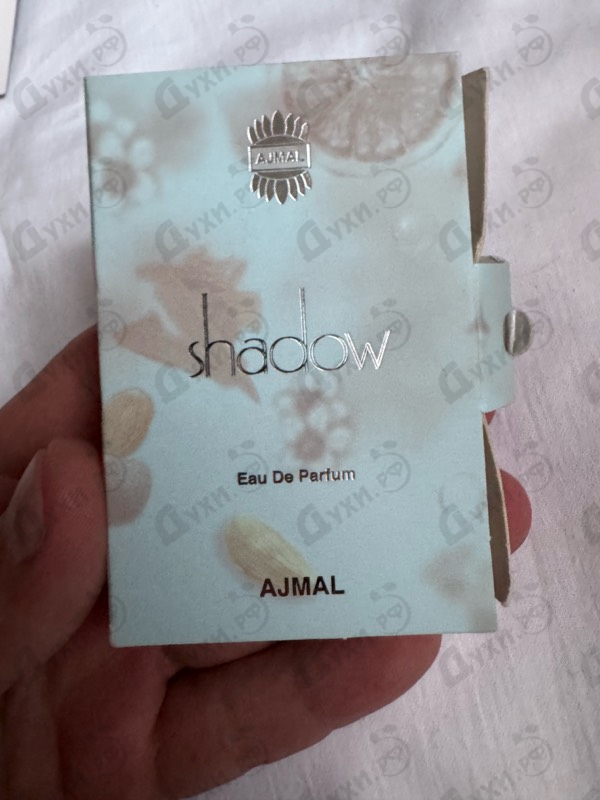 AJMAL
shadow
Eau De Parfum
AJMAL
Духи.рф